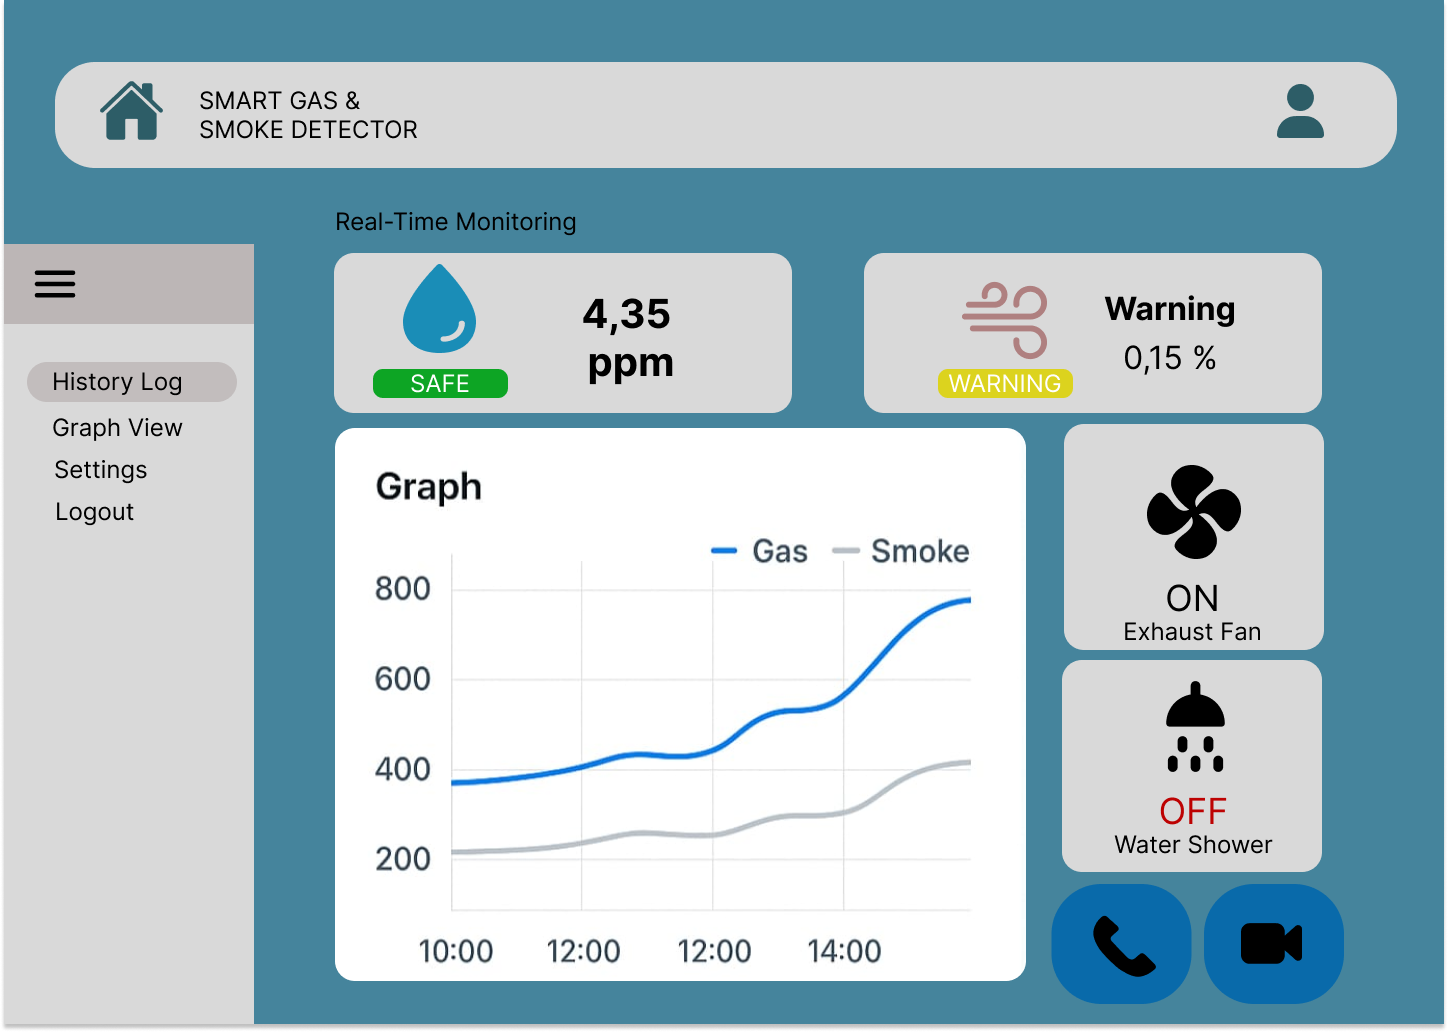 SMART GAS &
SMOKE DETECTOR
Real-Time Monitoring
4,35
ppm
SAFE
Warning
0,15 %
WARNING
History Log
Graph View
Settings
Logout
Graph
Gas
Smoke
800
600
400
200
10:00
12:00
12:00
14:00
ON
Exhaust Fan
OFF
Water Shower